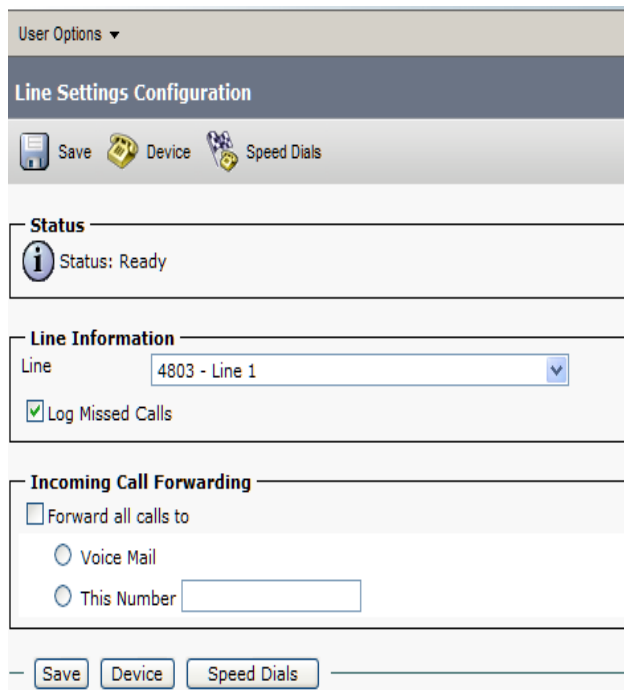 User Options
Line Settings Configuration
Save Device Speed Dials
Status
i Status: Ready
Line Information
Line 4803 - Line 1
Log Missed Calls
Incoming Call Forwarding
Forward all calls to
Voice Mail
This Number
Save Device Speed Dials